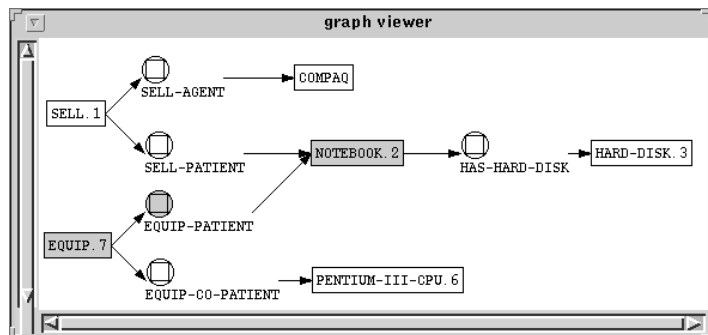 graph viewer
SELL-AGENT
COMPAQ
SELL.1
SELL-PATIENT
NOTEBOOK.2
HAS-HARD-DISK
HARD-DISK.3
EQUIP-PATIENT
EQUIP.7
EQUIP-CO-PATIENT
PENTIUM-III-CPU.6